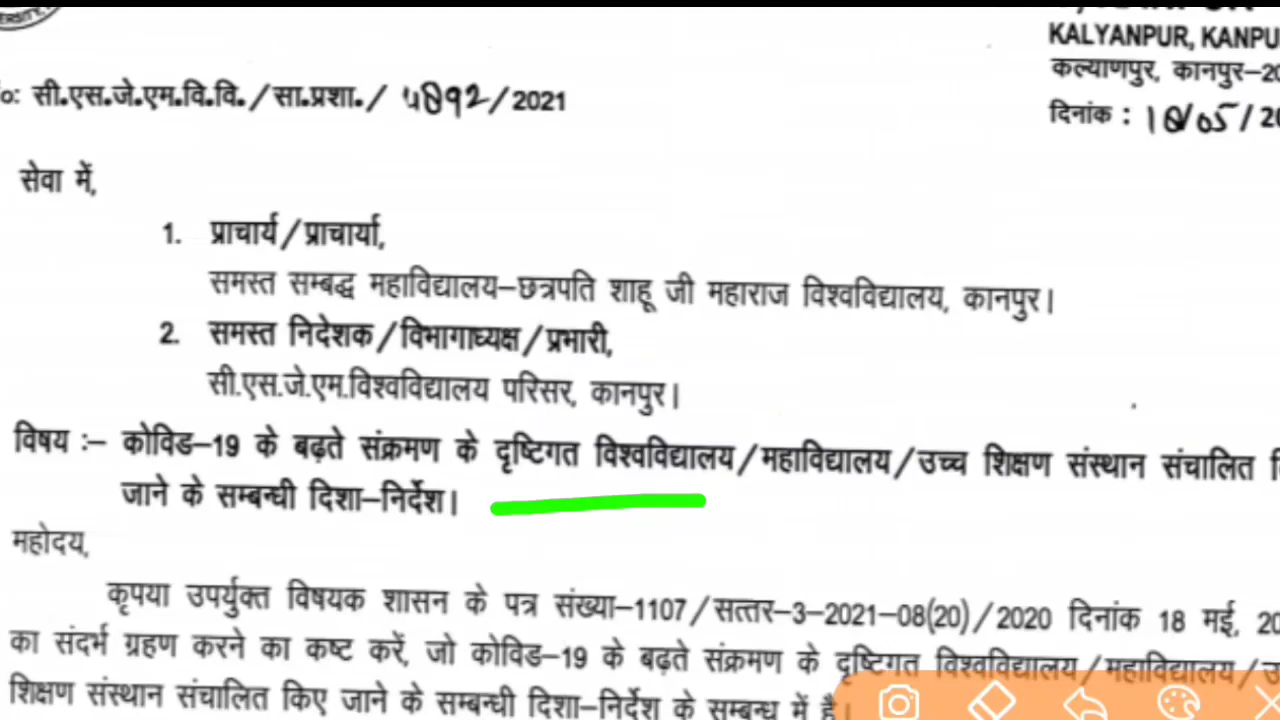 KALYANPUR, KANPU
कल्याणपुर, कानपुर–20
सी.एस.जे.एम.वि.वि./सा.प्रशा./ 4892/2021
दिनांक : 18/05/20
सेवा में,
1. प्राचार्य/प्राचार्या,
समस्त सम्बद्ध महाविद्यालय–छत्रपति शाहू जी महाराज विश्वविद्यालय, कानपुर।
2. समस्त निदेशक/विभागाध्यक्ष/प्रभारी,
सी.एस.जे.एम.विश्वविद्यालय परिसर, कानपुर।
विषय :– कोविड–19 के बढ़ते संक्रमण के दृष्टिगत विश्वविद्यालय/महाविद्यालय/उच्च शिक्षण संस्थान संचालित
जाने के सम्बन्धी दिशा–निर्देश।
महोदय,
कृपया उपर्युक्त विषयक शासन के पत्र संख्या–1107/सत्तर–3–2021–08(20)/2020 दिनांक 18 मई, 20
का संदर्भ ग्रहण करने का कष्ट करें, जो कोविड–19 के बढ़ते संक्रमण के दृष्टिगत विश्वविद्यालय/महाविद्यालय/उ
शिक्षण संस्थान संचालित किए जाने के सम्बन्धी दिशा–निर्देश के सम्बन्ध में है।